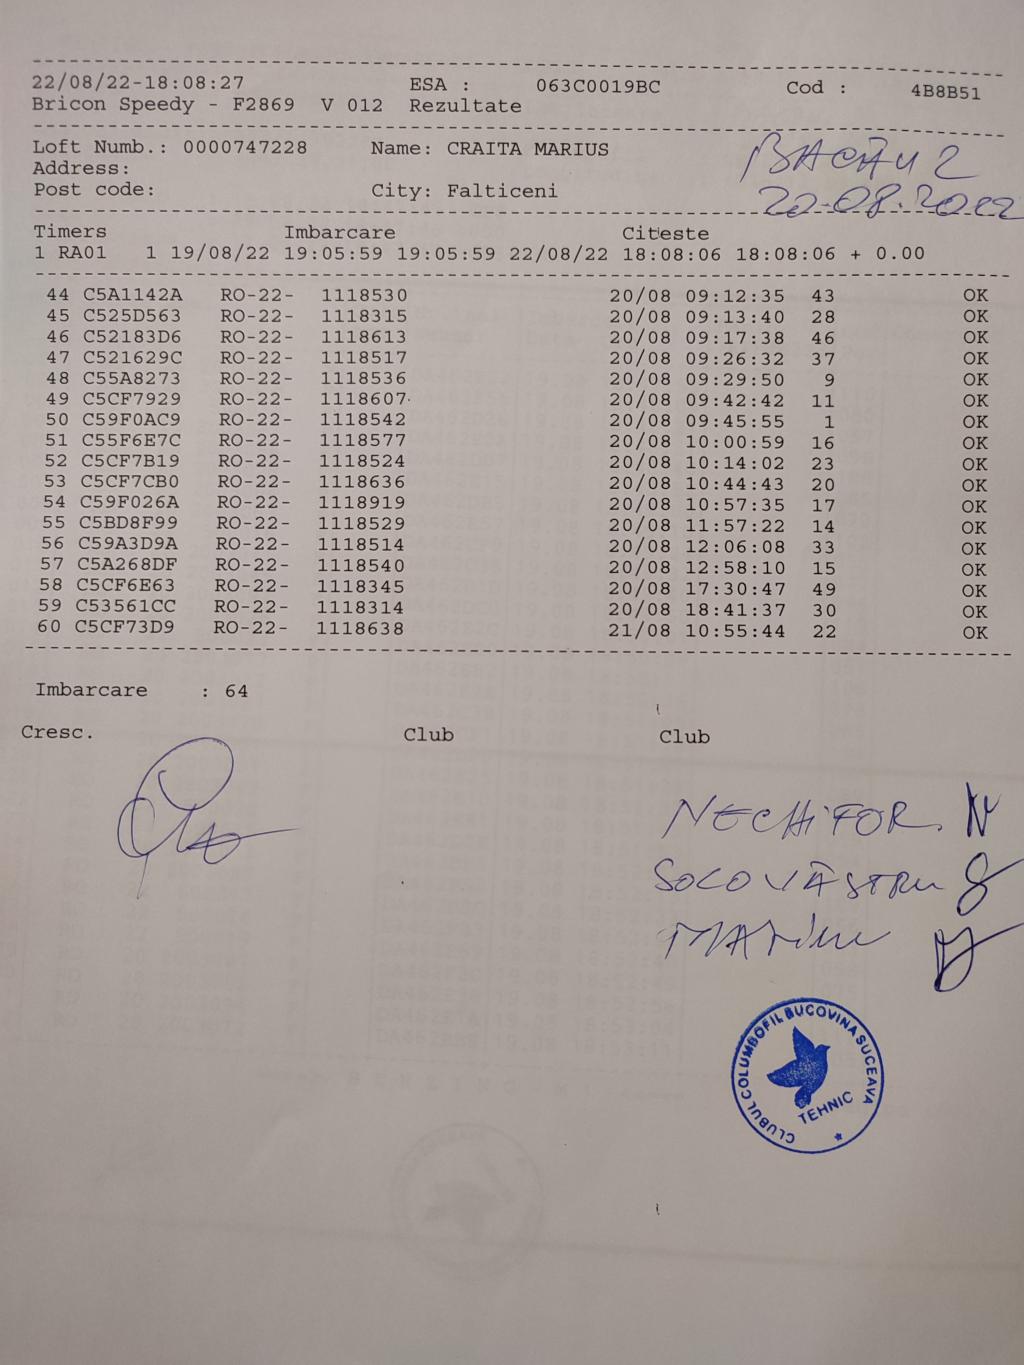 22/08/22-18:08:27 ESA : 063C0019BC Cod : 4B8B51
Bricon Speedy - F2869 V 012 Rezultate
Loft Numb.: 0000747228 Name: CRAITA MARIUS
Address:
Post code: City: Falticeni
BACĂU 2
20-08.2022
Timers Imbarcare Citeste
1 RA01 1 19/08/22 19:05:59 19:05:59 22/08/22 18:08:06 18:08:06 + 0.00
44 C5A1142A RO-22- 1118530 20/08 09:12:35 43 OK
45 C525D563 RO-22- 1118315 20/08 09:13:40 28 OK
46 C52183D6 RO-22- 1118613 20/08 09:17:38 46 OK
47 C521629C RO-22- 1118517 20/08 09:26:32 37 OK
48 C55A8273 RO-22- 1118536 20/08 09:29:50 9 OK
49 C5CF7929 RO-22- 1118607 20/08 09:42:42 11 OK
50 C59F0AC9 RO-22- 1118542 20/08 09:45:55 1 OK
51 C55F6E7C RO-22- 1118577 20/08 10:00:59 16 OK
52 C5CF7B19 RO-22- 1118524 20/08 10:14:02 23 OK
53 C5CF7CB0 RO-22- 1118636 20/08 10:44:43 20 OK
54 C59F026A RO-22- 1118919 20/08 10:57:35 17 OK
55 C5BD8F99 RO-22- 1118529 20/08 11:57:22 14 OK
56 C59A3D9A RO-22- 1118514 20/08 12:06:08 33 OK
57 C5A268DF RO-22- 1118540 20/08 12:58:10 15 OK
58 C5CF6E63 RO-22- 1118345 20/08 17:30:47 49 OK
59 C53561CC RO-22- 1118314 20/08 18:41:37 30 OK
60 C5CF73D9 RO-22- 1118638 21/08 10:55:44 22 OK
Imbarcare : 64
Cresc. Club Club
NECHIFOR.
SOCOVĂSTRU
CLUBUL COLUMBOFIL BUCOVINA SUCEAVA
TEHNIC